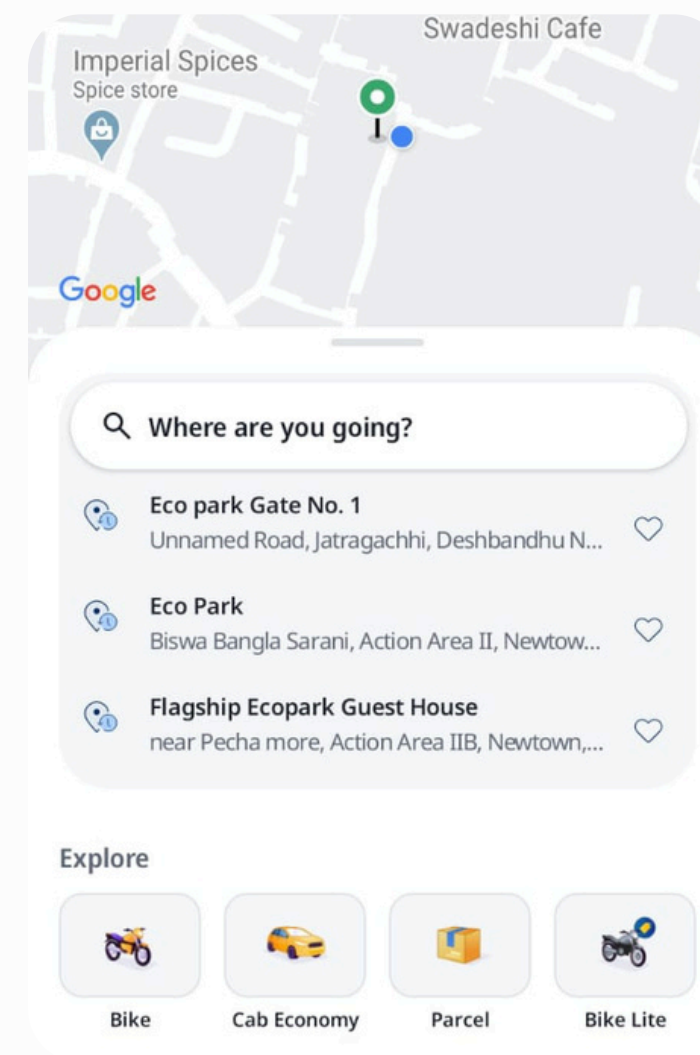 Swadeshi Cafe
Imperial Spices
Spice store
Google
Where are you going?
Eco park Gate No. 1
Unnamed Road, Jatragachhi, Deshbandhu N...
Eco Park
Biswa Bangla Sarani, Action Area II, Newtow...
Flagship Ecopark Guest House
near Pecha more, Action Area IIB, Newtown,...
Explore
Bike
Cab Economy
Parcel
Bike Lite